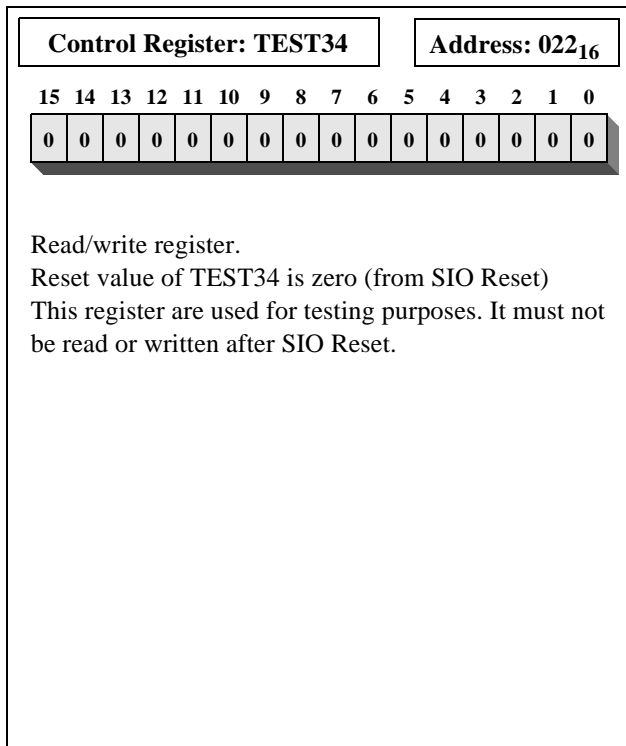 Control Register: TEST34
Address: 022₁₆
15 14 13 12 11 10 9 8 7 6 5 4 3 2 1 0
0 0 0 0 0 0 0 0 0 0 0 0 0 0 0 0
Read/write register.
Reset value of TEST34 is zero (from SIO Reset)
This register are used for testing purposes. It must not
be read or written after SIO Reset.